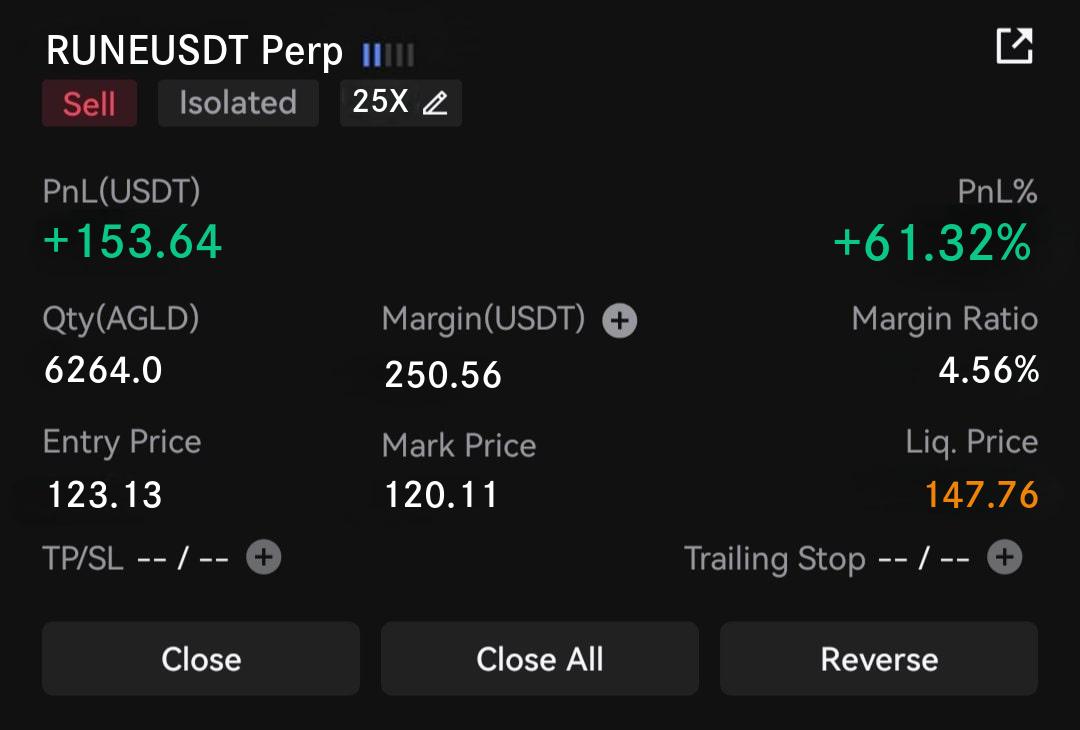 RUNEUSDT Perp
Sell Isolated 25X
PnL(USDT) PnL%
+153.64 +61.32%
Qty(AGLD) Margin(USDT) Margin Ratio
6264.0 250.56 4.56%
Entry Price Mark Price Liq. Price
123.13 120.11 147.76
TP/SL -- / -- Trailing Stop -- / --
Close Close All Reverse